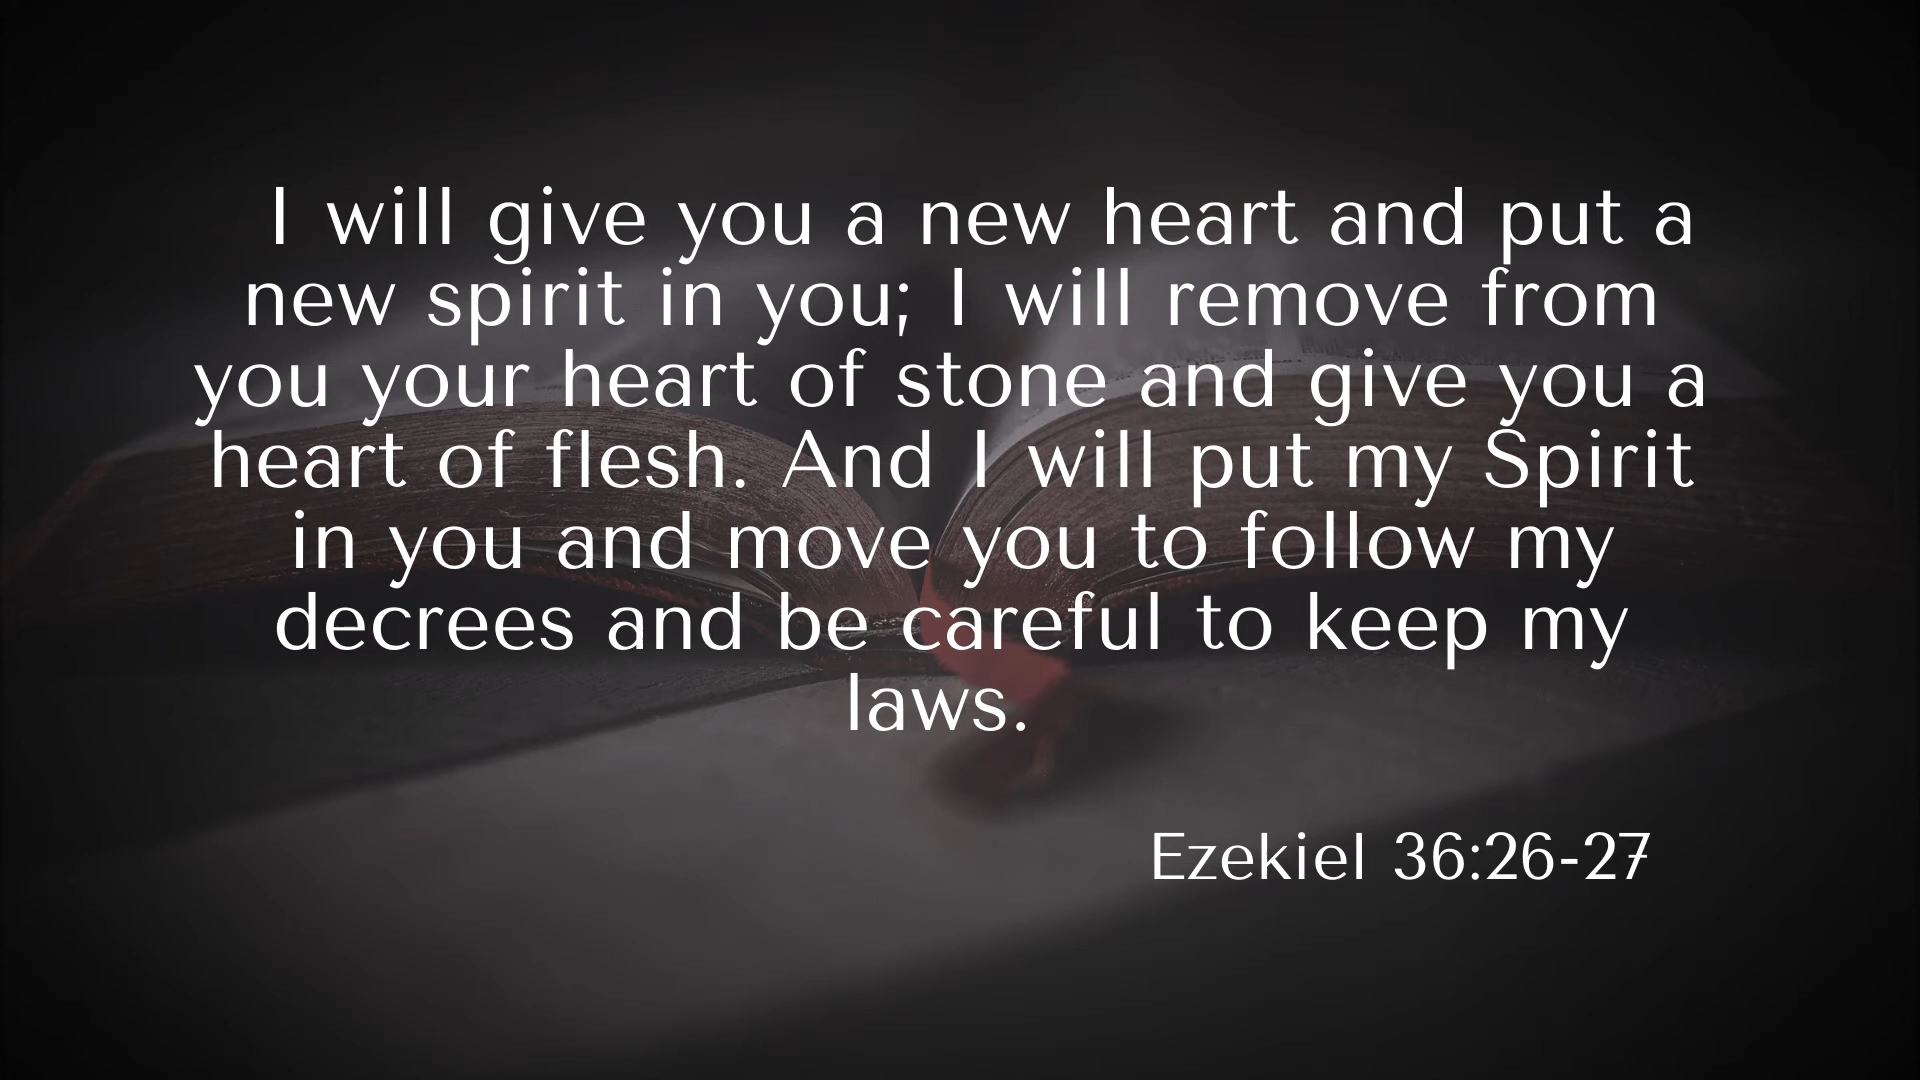 I will give you a new heart and put a
new spirit in you; I will remove from
you your heart of stone and give you a
heart of flesh. And I will put my Spirit
in you and move you to follow my
decrees and be careful to keep my
laws.
Ezekiel 36:26-27